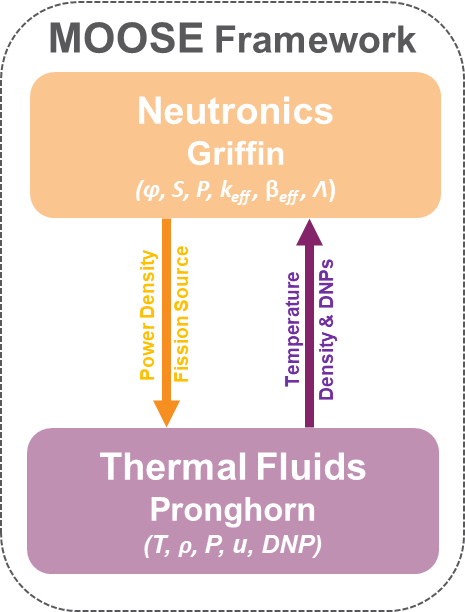 MOOSE Framework
Neutronics
Griffin
(φ, S, P, keff, βeff, Λ)
Power Density
Fission Source
Temperature
Density & DNPs
Thermal Fluids
Pronghorn
(T, ρ, P, u, DNP)